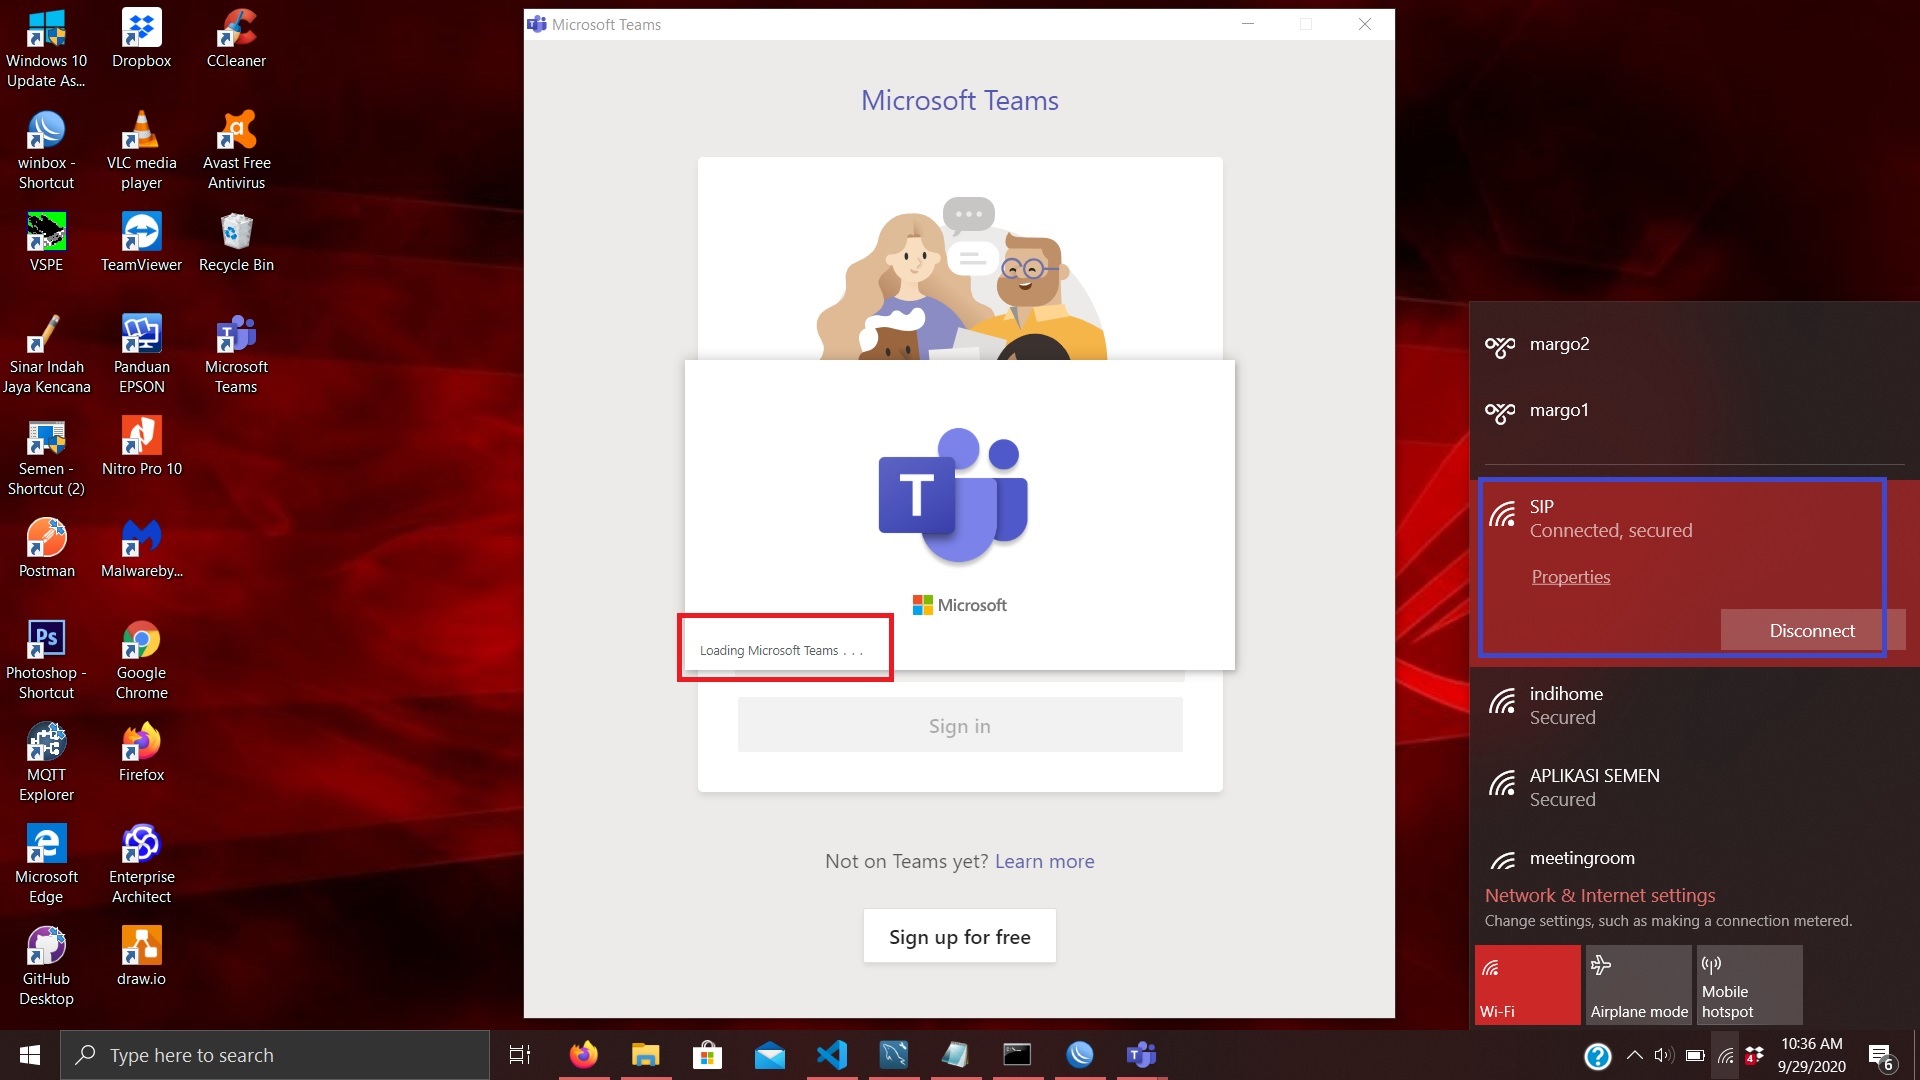 Windows 10
Update As...
Dropbox
CCleaner
winbox -
Shortcut
VLC media
player
Avast Free
Antivirus
VSPE
TeamViewer
Recycle Bin
Sinar Indah
Jaya Kencana
Panduan
EPSON
Microsoft
Teams
Semen -
Shortcut (2)
Nitro Pro 10
Postman
Malwareby...
Photoshop -
Shortcut
Google
Chrome
MQTT
Explorer
Firefox
Microsoft
Edge
Enterprise
Architect
GitHub
Desktop
draw.io
Microsoft Teams
Microsoft Teams
T
Microsoft
Loading Microsoft Teams . . .
Sign in
Not on Teams yet? Learn more
Sign up for free
margo2
margo1
SIP
Connected, secured
Properties
Disconnect
indihome
Secured
APLIKASI SEMEN
Secured
meetingroom
Network & Internet settings
Change settings, such as making a connection metered.
Wi-Fi
Airplane mode
Mobile
hotspot
Type here to search
10:36 AM
9/29/2020
6